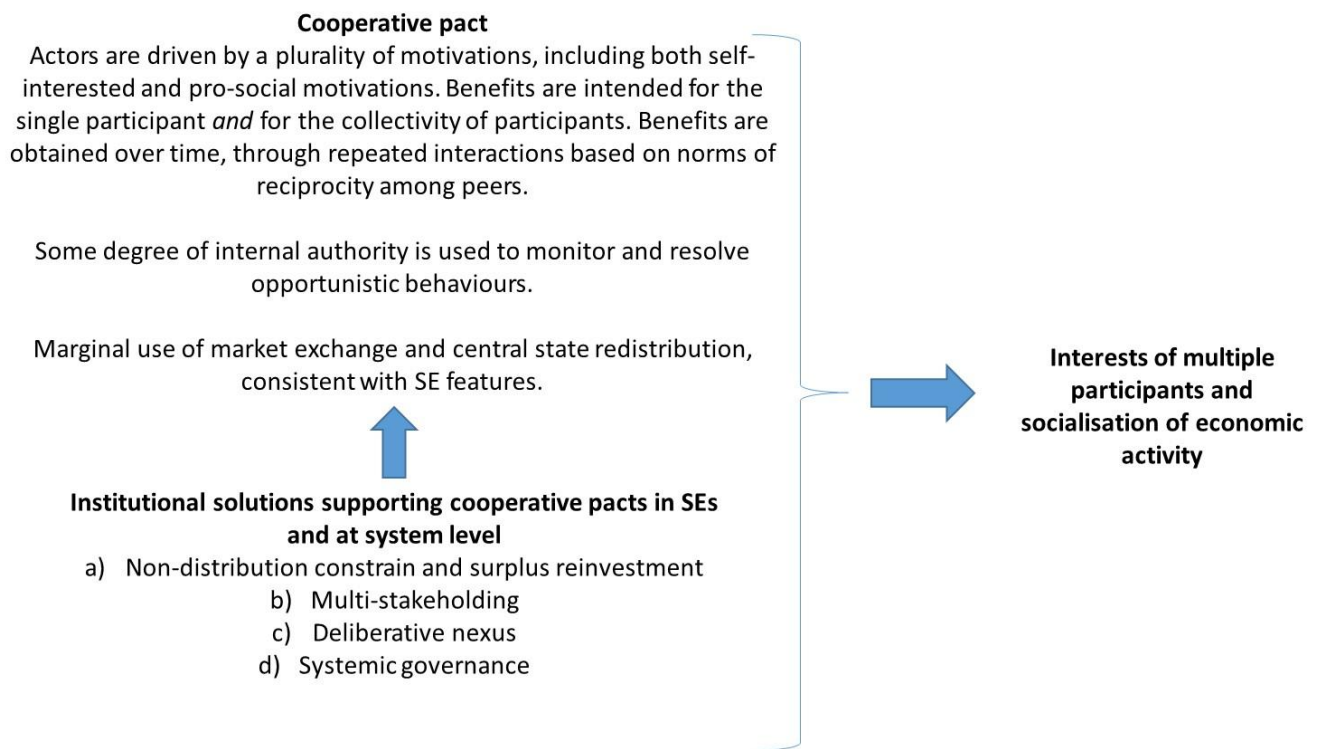 Cooperative pact
Actors are driven by a plurality of motivations, including both self-
interested and pro-social motivations. Benefits are intended for the
single participant and for the collectivity of participants. Benefits are
obtained over time, through repeated interactions based on norms of
reciprocity among peers.
Some degree of internal authority is used to monitor and resolve
opportunistic behaviours.
Marginal use of market exchange and central state redistribution,
consistent with SE features.
Institutional solutions supporting cooperative pacts in SEs
and at system level
a) Non-distribution constrain and surplus reinvestment
b) Multi-stakeholding
c) Deliberative nexus
d) Systemic governance
Interests of multiple
participants and
socialisation of economic
activity